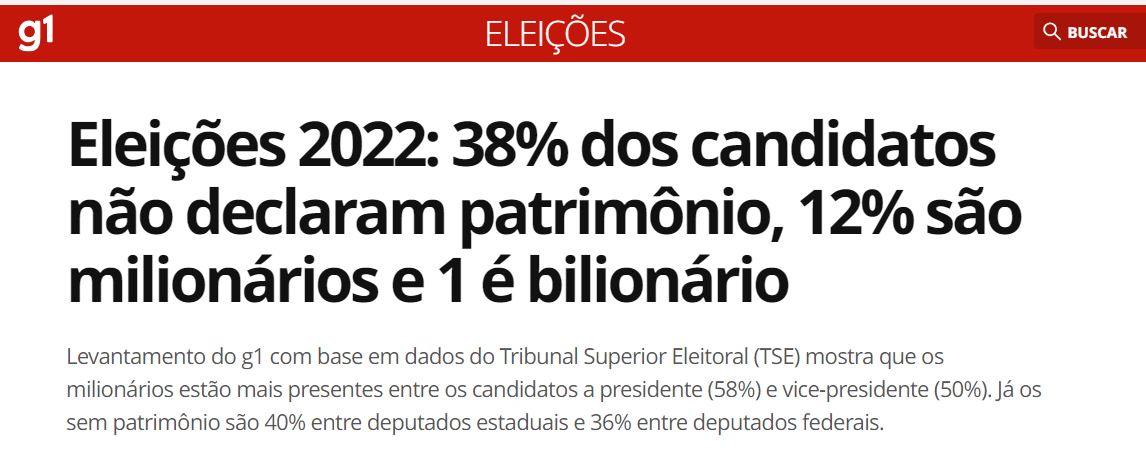 g1
ELEIÇÕES
BUSCAR
Eleições 2022: 38% dos candidatos
não declaram patrimônio, 12% são
milionários e 1 é bilionário
Levantamento do g1 com base em dados do Tribunal Superior Eleitoral (TSE) mostra que os
milionários estão mais presentes entre os candidatos a presidente (58%) e vice-presidente (50%). Já os
sem patrimônio são 40% entre deputados estaduais e 36% entre deputados federais.